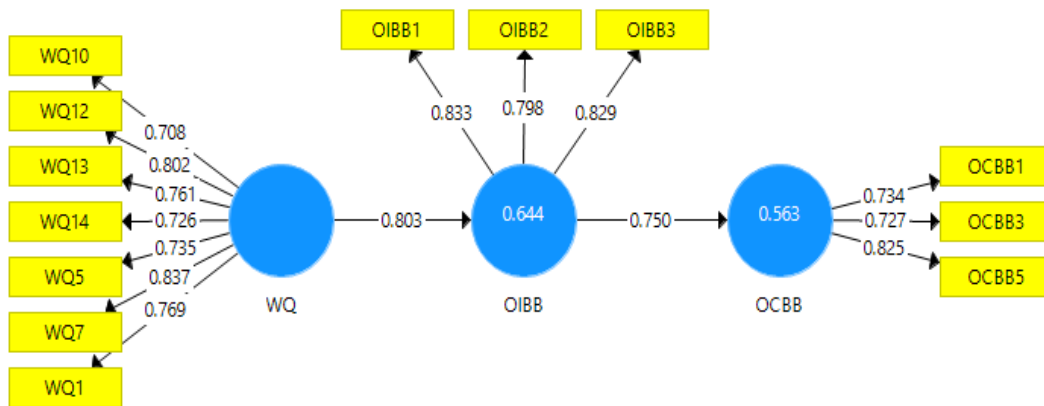 WQ10
WQ12
WQ13
WQ14
WQ5
WQ7
WQ1
0.708
0.802
0.761
0.726
0.735
0.837
0.769
WQ
0.803
OIBB1
OIBB2
OIBB3
0.833
0.798
0.829
0.644
OIBB
0.750
0.563
OCBB
0.734
0.727
0.825
OCBB1
OCBB3
OCBB5